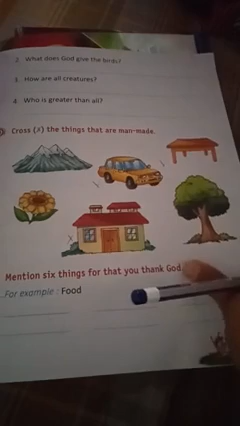 2. What does God give the birds?
3. How are all creatures?
4. Who is greater than all?
Cross (x) the things that are man-made.
Mention six things for that you thank God.
For example : Food